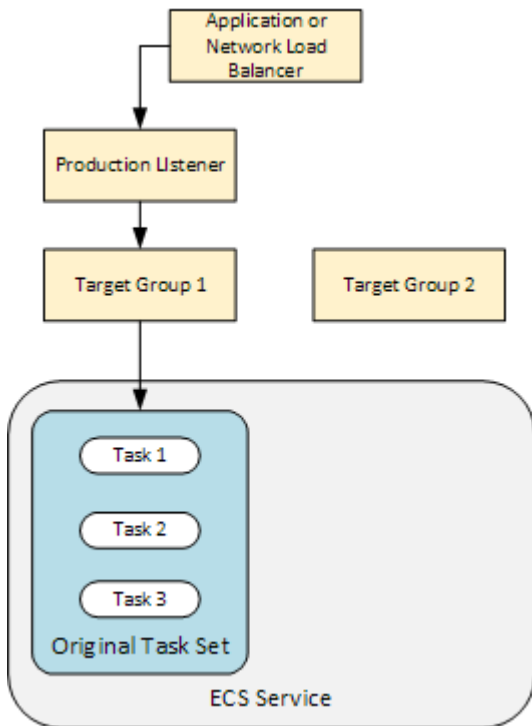 Application or
Network Load
Balancer
Production LIstener
Target Group 1
Target Group 2
Task 1
Task 2
Task 3
Original Task Set
ECS Service